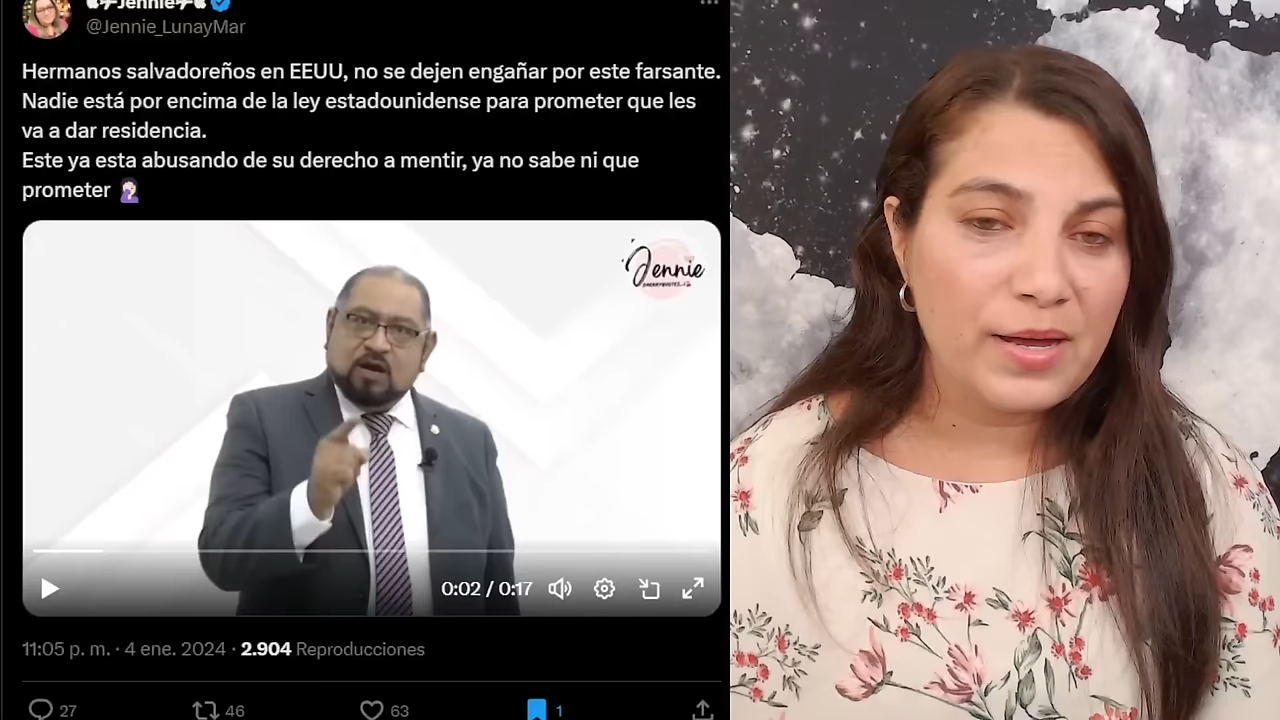 Jennie
@Jennie_LunayMar
Hermanos salvadoreños en EEUU, no se dejen engañar por este farsante.
Nadie está por encima de la ley estadounidense para prometer que les
va a dar residencia.
Este ya esta abusando de su derecho a mentir, ya no sabe ni que
prometer
Jennie
0:02 / 0:17
11:05 p. m. · 4 ene. 2024 · 2.904 Reproducciones
27 46 63 1